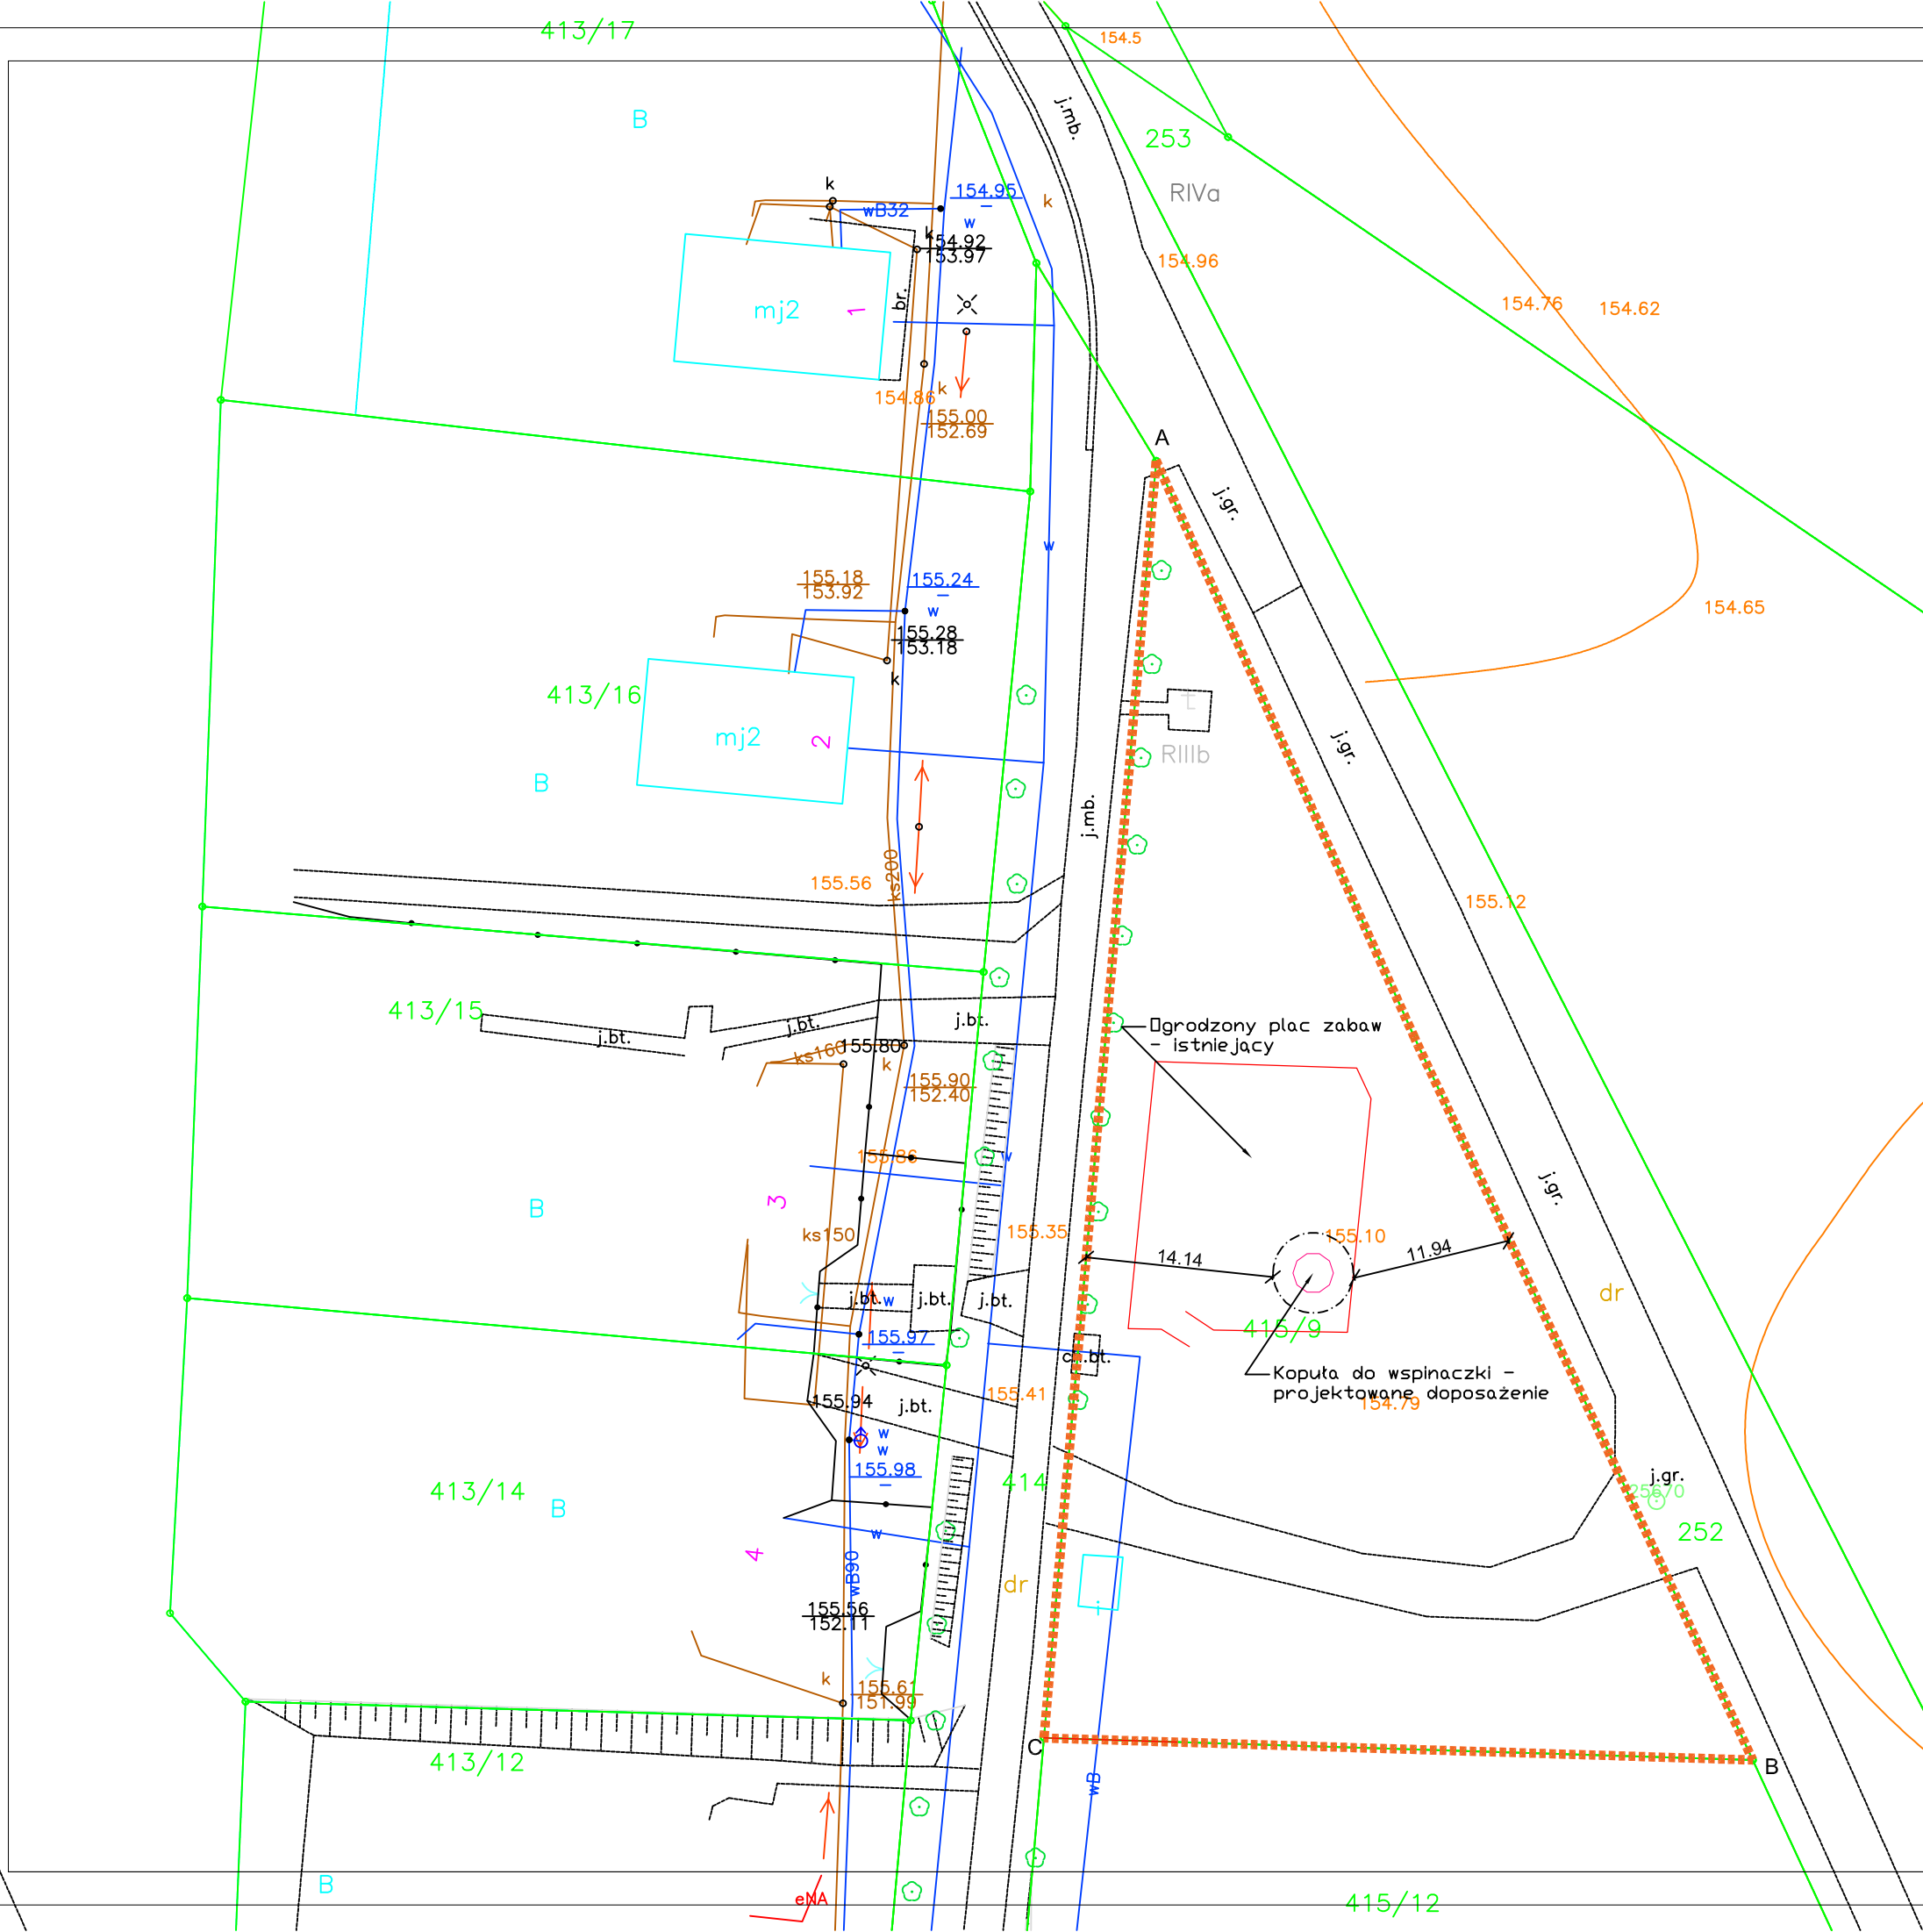 413/17
154.5
B
j.mb.
253
RIVa
k
wB32
154.95
w
k
k
154.92
153.97
154.96
br.
mj2
1
154.76
154.62
k
154.86
155.00
152.69
A
j.gr.
w
155.18
153.92
155.24
w
154.65
155.28
153.18
k
413/16
Ł
mj2
2
RIIIb
j.gr.
B
j.mb.
ks200
155.56
155.12
413/15
j.bt.
j.bt.
j.bt.
Ogrodzony plac zabaw
- istniejący
ks160
155.80
k
155.90
152.40
155.86
w
j.gr.
3
B
ks150
155.35
155.10
14.14
11.94
dr
j.bt.
w
j.bt.
j.bt.
415/9
155.97
ch.bt.
Kopuła do wspinaczki -
projektowane doposażenie
155.41
154.79
155.94
j.bt.
w
w
155.98
414
j.gr.
256/0
413/14
B
252
w
4
wB90
dr
i
155.56
152.11
k
155.61
151.99
C
B
413/12
wB
B
eNA
415/12